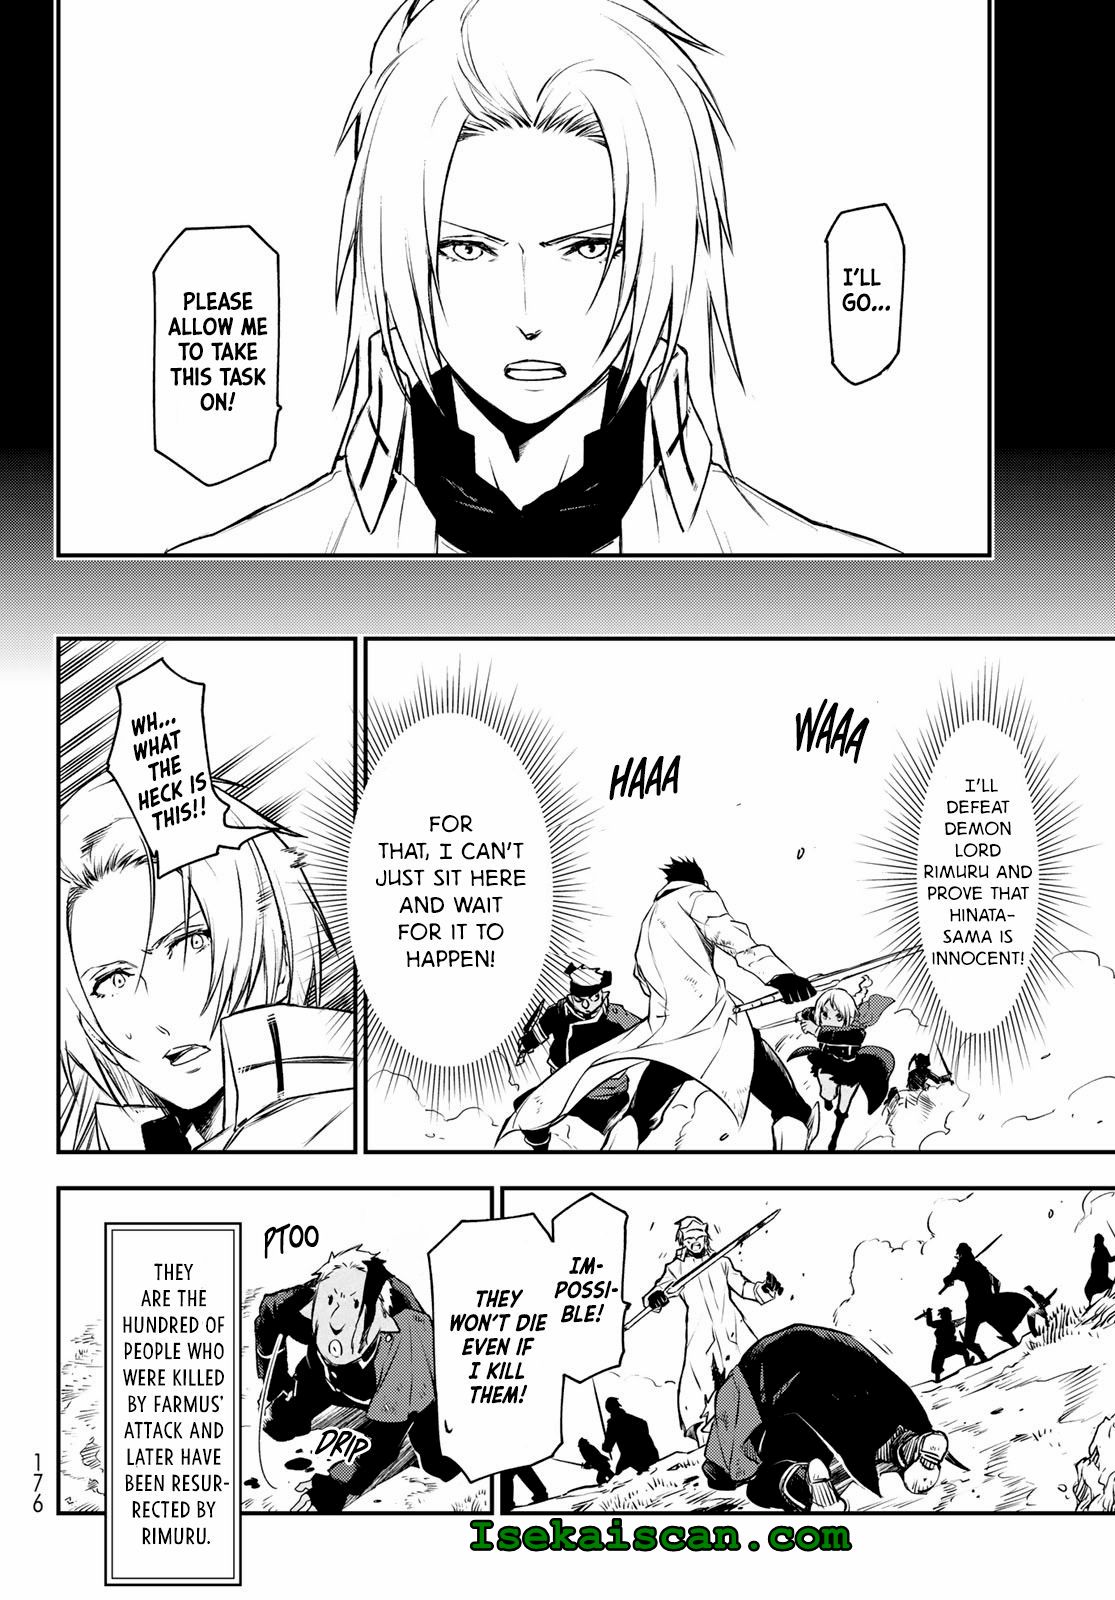 I'LL
GO...
PLEASE
ALLOW ME
TO TAKE
THIS TASK
ON!
WAAA
I'LL
DEFEAT
DEMON
LORD
RIMURU AND
PROVE THAT
HINATA-
SAMA IS
INNOCENT!
HAAA
FOR
THAT, I CAN'T
JUST SIT HERE
AND WAIT
FOR IT TO
HAPPEN!
WH...
WHAT
THE
HECK IS
THIS!!
IM-
POSSI-
BLE!
THEY
WON'T DIE
EVEN IF
I KILL
THEM!
PTOO
DRIP
THEY
ARE THE
HUNDRED OF
PEOPLE WHO
WERE KILLED
BY FARMUS'
ATTACK AND
LATER HAVE
BEEN RESUR-
RECTED BY
RIMURU.
176
Isekaiscan.com